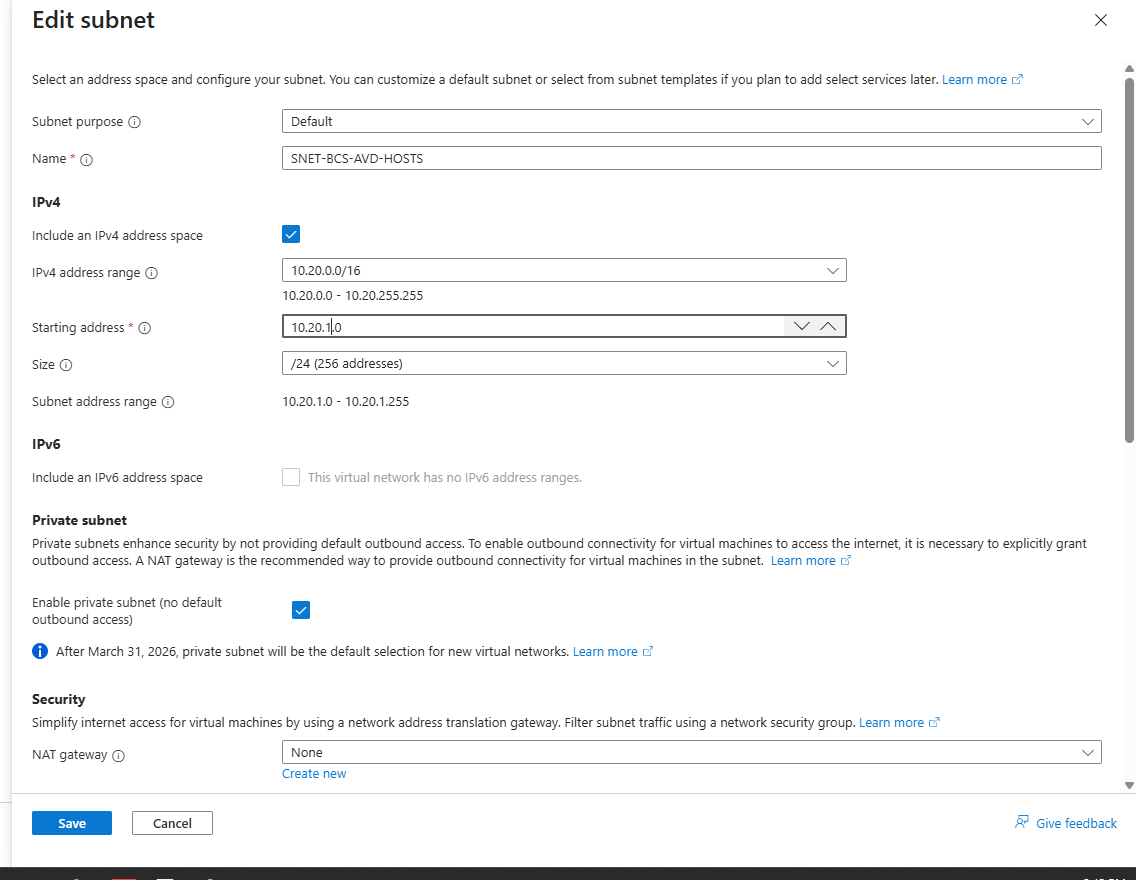 Edit subnet
Select an address space and configure your subnet. You can customize a default subnet or select from subnet templates if you plan to add select services later. Learn more
Subnet purpose
Default
Name *
SNET-BCS-AVD-HOSTS
IPv4
Include an IPv4 address space
IPv4 address range
10.20.0.0/16
10.20.0.0 - 10.20.255.255
Starting address *
10.20.1.0
Size
/24 (256 addresses)
Subnet address range
10.20.1.0 - 10.20.1.255
IPv6
Include an IPv6 address space
This virtual network has no IPv6 address ranges.
Private subnet
Private subnets enhance security by not providing default outbound access. To enable outbound connectivity for virtual machines to access the internet, it is necessary to explicitly grant
outbound access. A NAT gateway is the recommended way to provide outbound connectivity for virtual machines in the subnet. Learn more
Enable private subnet (no default
outbound access)
After March 31, 2026, private subnet will be the default selection for new virtual networks. Learn more
Security
Simplify internet access for virtual machines by using a network address translation gateway. Filter subnet traffic using a network security group. Learn more
NAT gateway
None
Create new
Save
Cancel
Give feedback